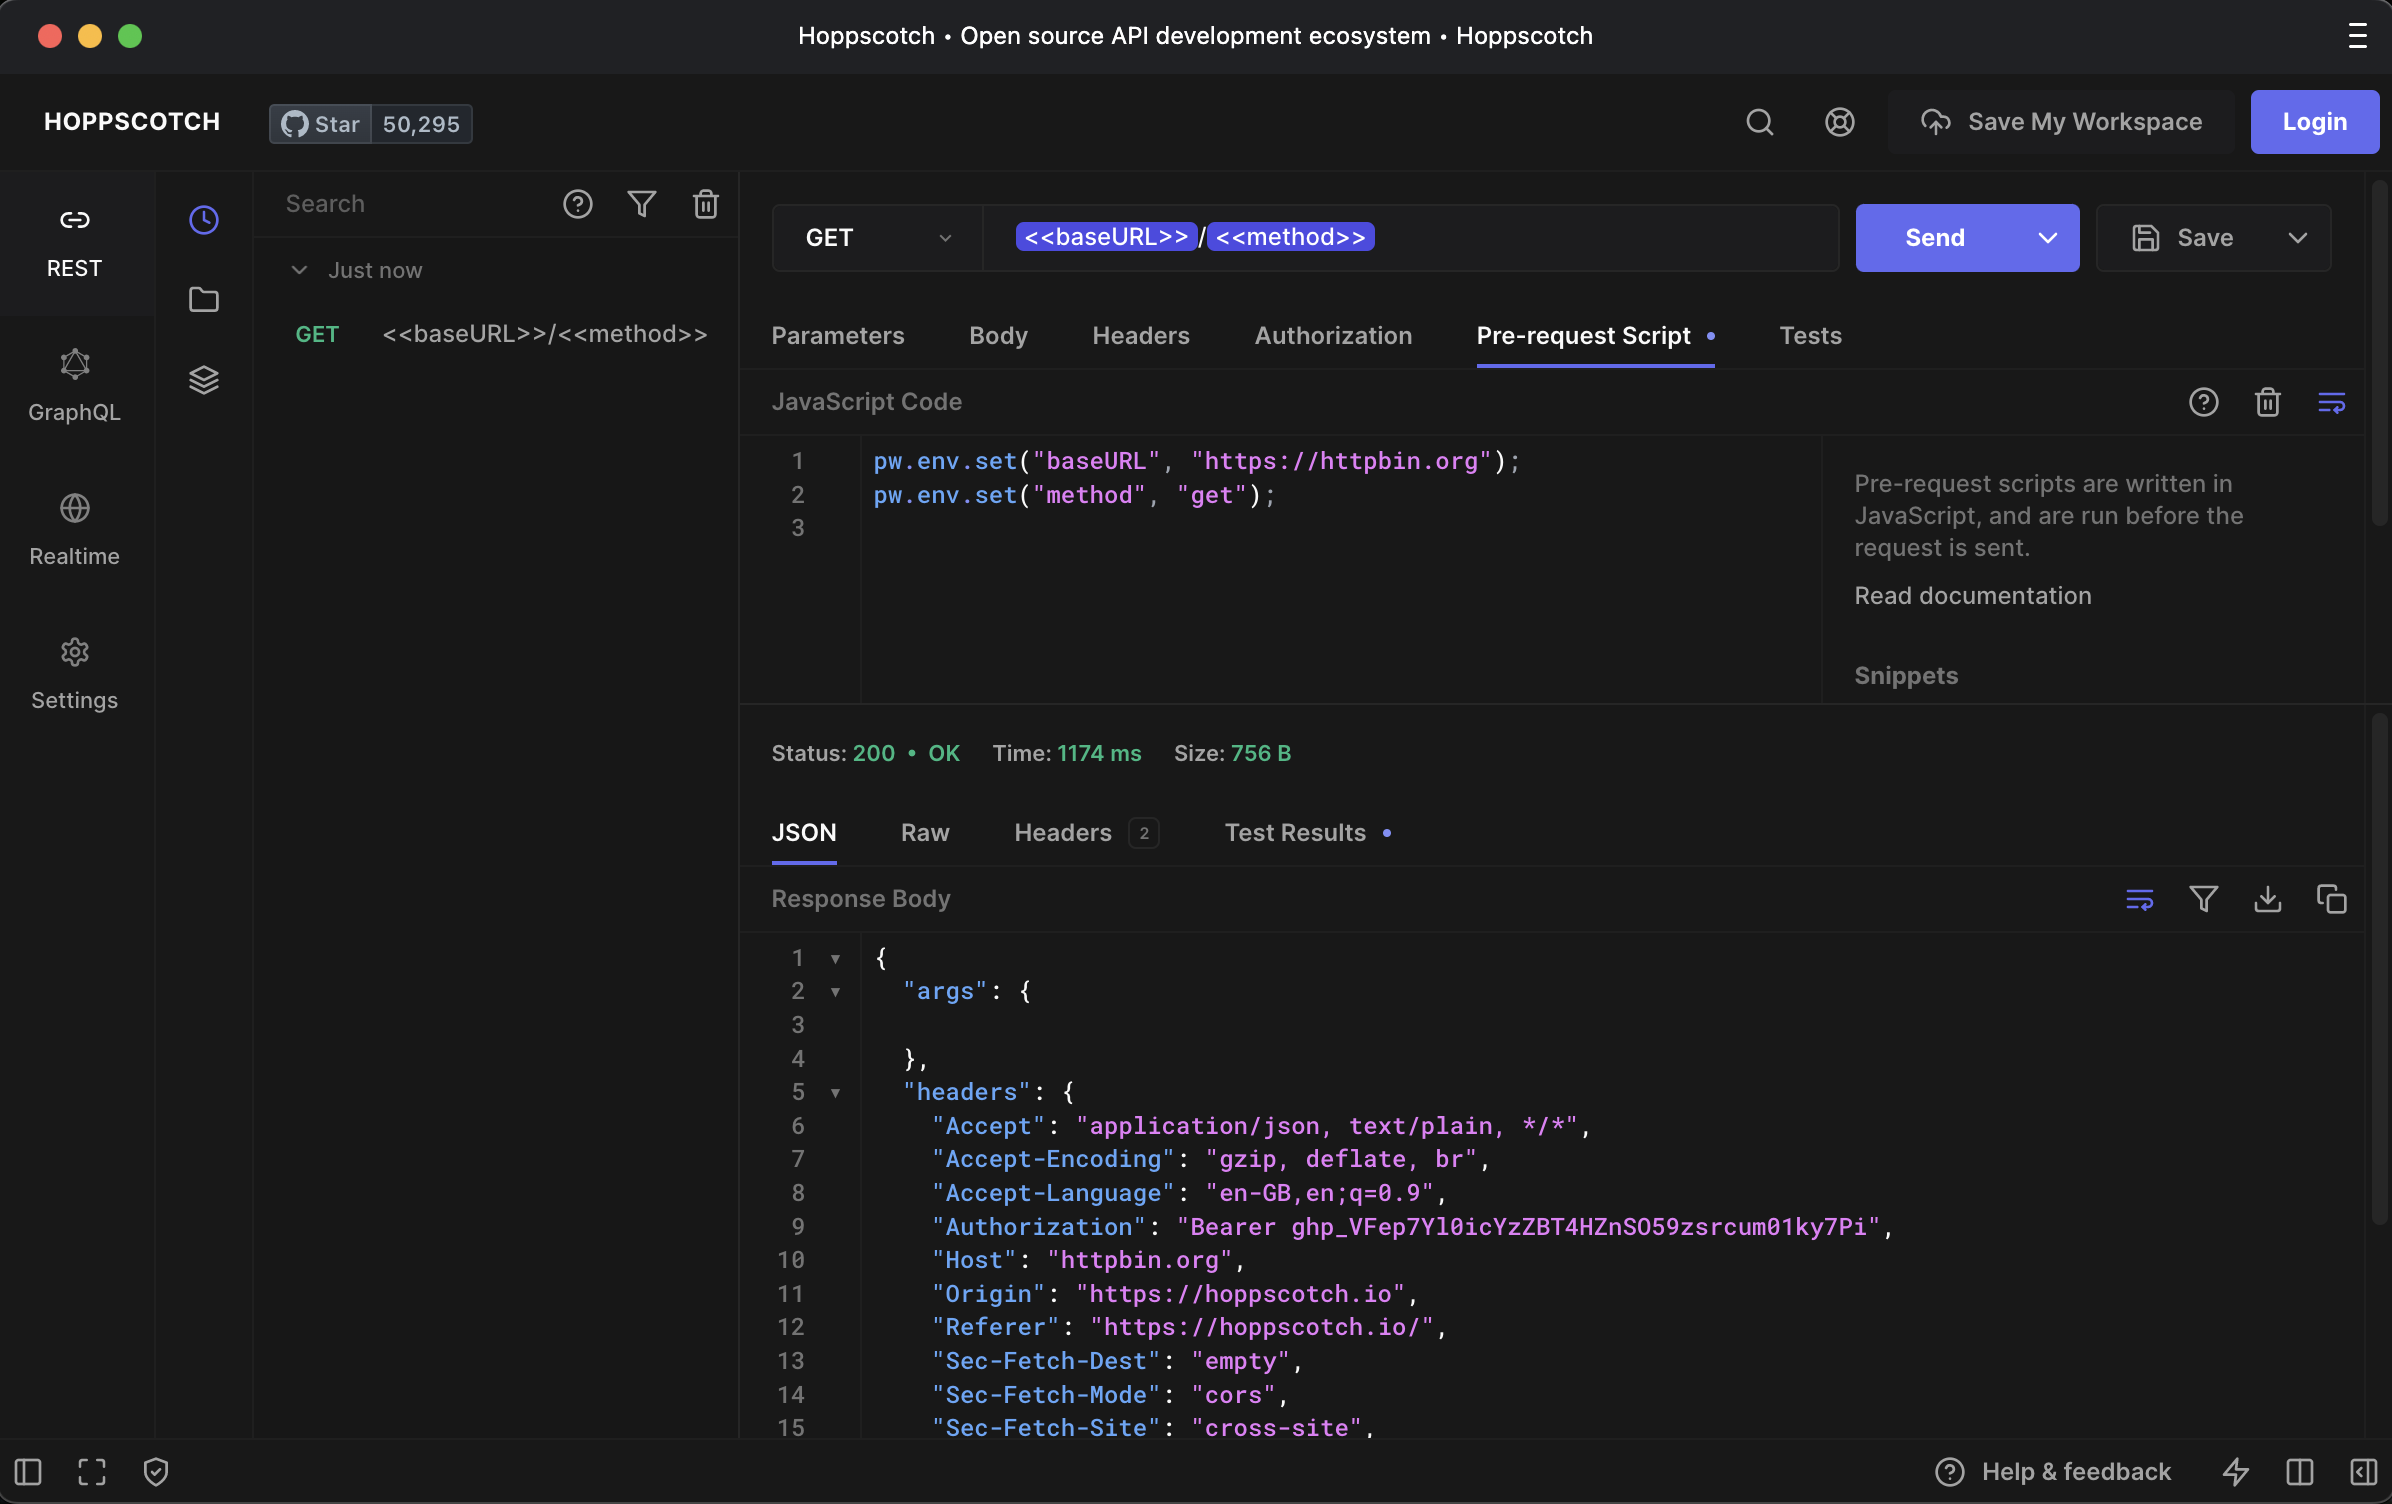 Hoppscotch • Open source API development ecosystem • Hoppscotch
HOPPSCOTCH
Star 50,295
Save My Workspace
Login
REST
GraphQL
Realtime
Settings
Search
Just now
GET <<baseURL>>/<<method>>
GET
<<baseURL>>/<<method>>
Send
Save
Parameters Body Headers Authorization Pre-request Script • Tests
JavaScript Code
1 pw.env.set("baseURL", "https://httpbin.org");
2 pw.env.set("method", "get");
3
Pre-request scripts are written in
JavaScript, and are run before the
request is sent.
Read documentation
Snippets
Status: 200 • OK Time: 1174 ms Size: 756 B
JSON Raw Headers 2 Test Results •
Response Body
1 {
2 "args": {
3
4 },
5 "headers": {
6 "Accept": "application/json, text/plain, */*",
7 "Accept-Encoding": "gzip, deflate, br",
8 "Accept-Language": "en-GB,en;q=0.9",
9 "Authorization": "Bearer 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",
10 "Host": "httpbin.org",
11 "Origin": "https://hoppscotch.io",
12 "Referer": "https://hoppscotch.io/",
13 "Sec-Fetch-Dest": "empty",
14 "Sec-Fetch-Mode": "cors",
15 "Sec-Fetch-Site": "cross-site",
Help & feedback